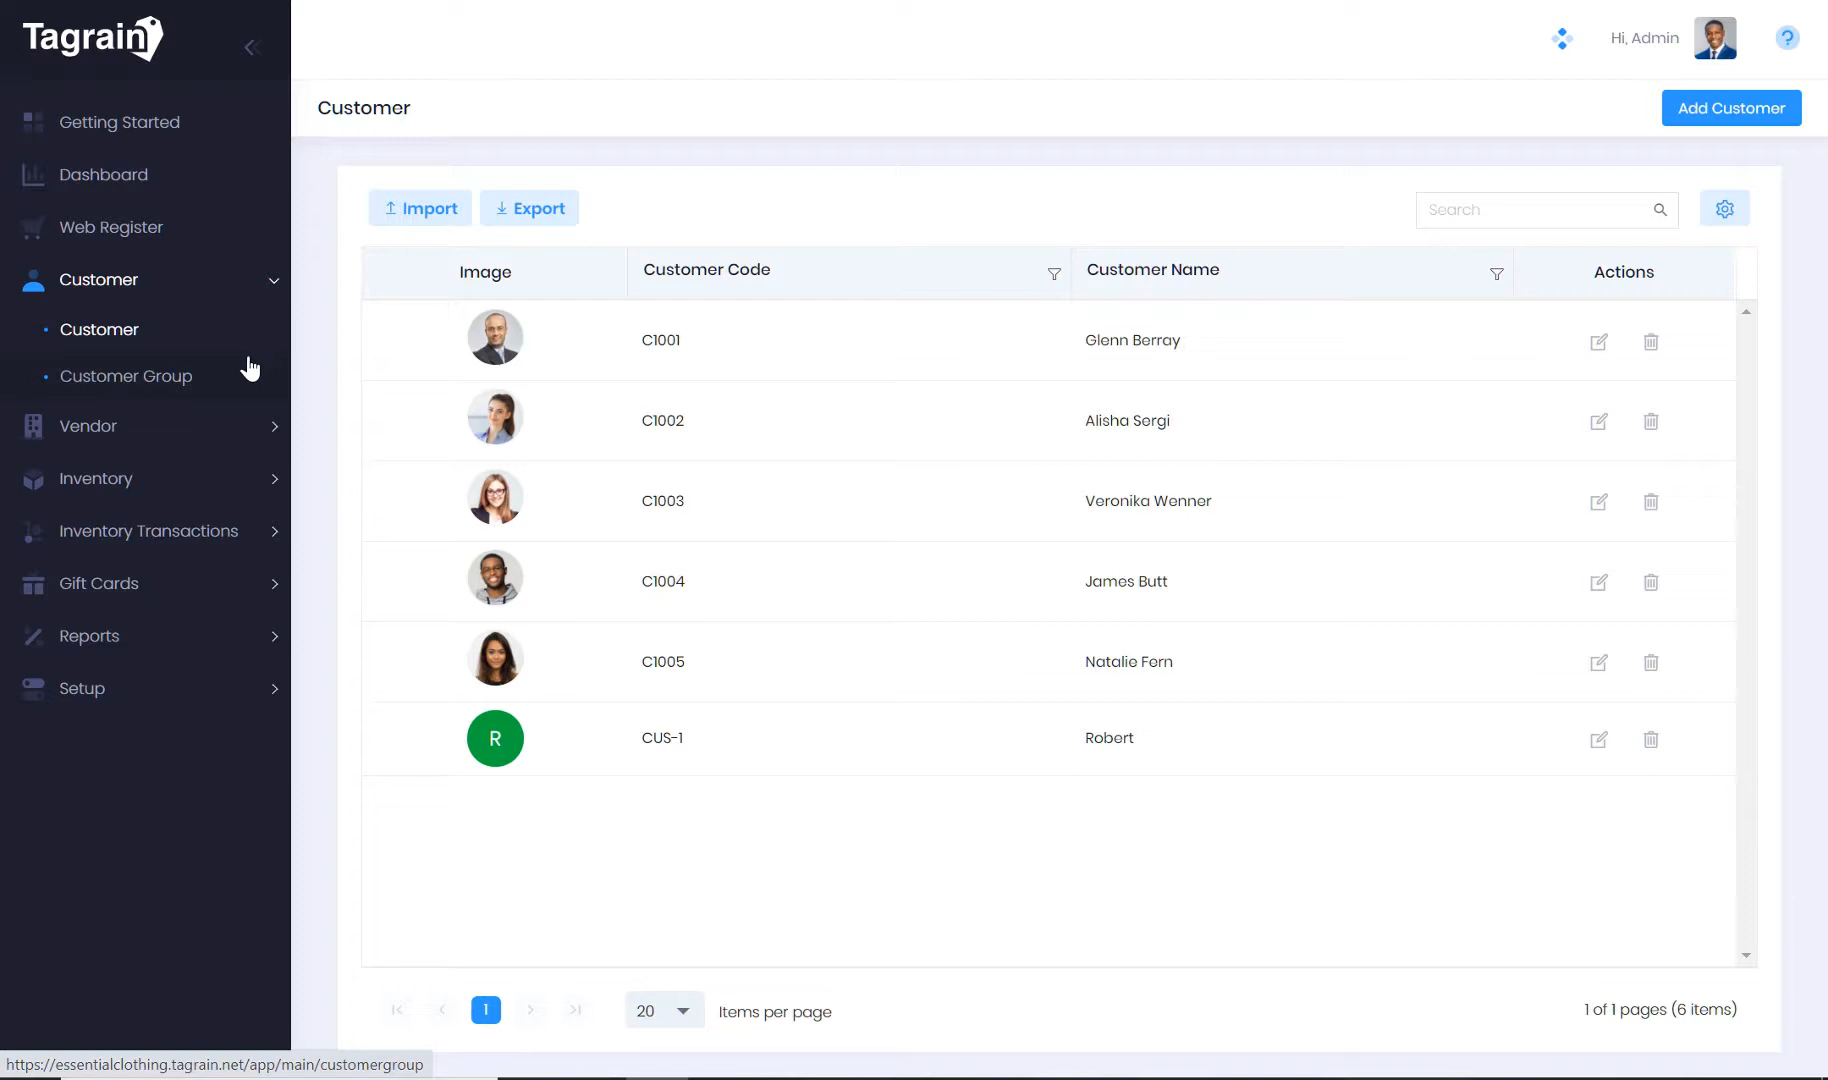 Tagrain
Hi, Admin
?
Getting Started
Dashboard
Web Register
Customer
Customer
Customer Group
Vendor
Inventory
Inventory Transactions
Gift Cards
Reports
Setup
Customer
Add Customer
Import
Export
Search
Image
Customer Code
Customer Name
Actions
C1001
Glenn Berray
C1002
Alisha Sergi
C1003
Veronika Wenner
C1004
James Butt
C1005
Natalie Fern
R
CUS-1
Robert
1
20
Items per page
1 of 1 pages (6 items)
https://essentialclothing.tagrain.net/app/main/customergroup